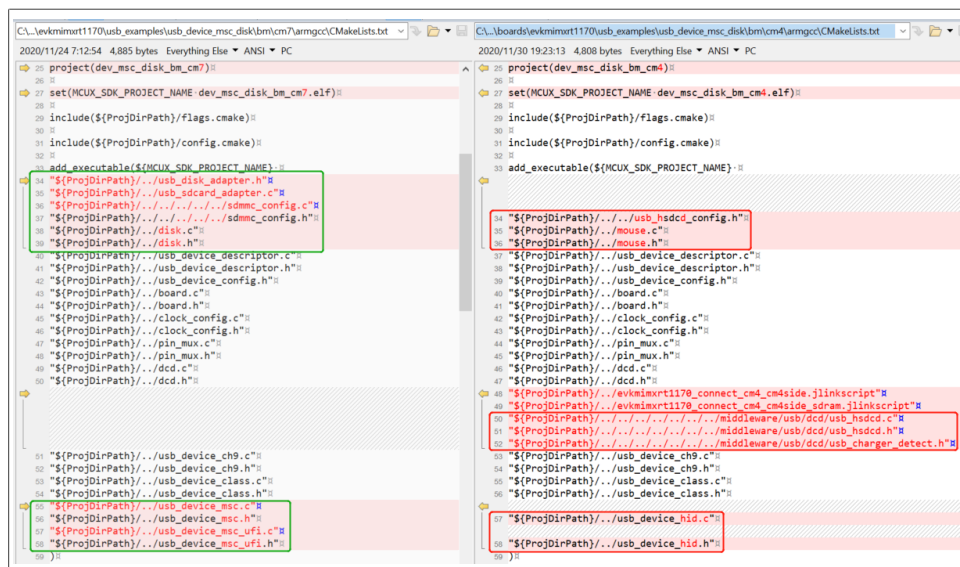 C:\...\evkmimxrt1170\usb_examples\usb_device_msc_disk\bm\cm7\armgcc\CMakeLists.txt
2020/11/24 7:12:54 4,885 bytes Everything Else ANSI PC
25 project(dev_msc_disk_bm_cm7)¤
26 ¤
27 set(MCUX_SDK_PROJECT_NAME·dev_msc_disk_bm_cm7.elf)¤
28 ¤
29 include(${ProjDirPath}/flags.cmake)¤
30 ¤
31 include(${ProjDirPath}/config.cmake)¤
32 ¤
33 add_executable(${MCUX_SDK_PROJECT_NAME}·¤
34 "${ProjDirPath}/../usb_disk_adapter.h"¤
35 "${ProjDirPath}/../usb_sdcard_adapter.c"¤
36 "${ProjDirPath}/../../../../../sdmmc_config.c"¤
37 "${ProjDirPath}/../../../../../sdmmc_config.h"¤
38 "${ProjDirPath}/../disk.c"¤
39 "${ProjDirPath}/../disk.h"¤
40 "${ProjDirPath}/../usb_device_descriptor.c"¤
41 "${ProjDirPath}/../usb_device_descriptor.h"¤
42 "${ProjDirPath}/../usb_device_config.h"¤
43 "${ProjDirPath}/../board.c"¤
44 "${ProjDirPath}/../board.h"¤
45 "${ProjDirPath}/../clock_config.c"¤
46 "${ProjDirPath}/../clock_config.h"¤
47 "${ProjDirPath}/../pin_mux.c"¤
48 "${ProjDirPath}/../pin_mux.h"¤
49 "${ProjDirPath}/../dcd.c"¤
50 "${ProjDirPath}/../dcd.h"¤
51 "${ProjDirPath}/../usb_device_ch9.c"¤
52 "${ProjDirPath}/../usb_device_ch9.h"¤
53 "${ProjDirPath}/../usb_device_class.c"¤
54 "${ProjDirPath}/../usb_device_class.h"¤
55 "${ProjDirPath}/../usb_device_msc.c"¤
56 "${ProjDirPath}/../usb_device_msc.h"¤
57 "${ProjDirPath}/../usb_device_msc_ufi.c"¤
58 "${ProjDirPath}/../usb_device_msc_ufi.h"¤
59 )¤
C:\...\boards\evkmimxrt1170\usb_examples\usb_device_msc_disk\bm\cm4\armgcc\CMakeLists.txt
2020/11/30 19:23:13 4,808 bytes Everything Else ANSI PC
25 project(dev_msc_disk_bm_cm4)¤
26 ¤
27 set(MCUX_SDK_PROJECT_NAME·dev_msc_disk_bm_cm4.elf)¤
28 ¤
29 include(${ProjDirPath}/flags.cmake)¤
30 ¤
31 include(${ProjDirPath}/config.cmake)¤
32 ¤
33 add_executable(${MCUX_SDK_PROJECT_NAME}·¤
34 "${ProjDirPath}/../../usb_hsdcd_config.h"¤
35 "${ProjDirPath}/../mouse.c"¤
36 "${ProjDirPath}/../mouse.h"¤
37 "${ProjDirPath}/../usb_device_descriptor.c"¤
38 "${ProjDirPath}/../usb_device_descriptor.h"¤
39 "${ProjDirPath}/../usb_device_config.h"¤
40 "${ProjDirPath}/../board.c"¤
41 "${ProjDirPath}/../board.h"¤
42 "${ProjDirPath}/../clock_config.c"¤
43 "${ProjDirPath}/../clock_config.h"¤
44 "${ProjDirPath}/../pin_mux.c"¤
45 "${ProjDirPath}/../pin_mux.h"¤
46 "${ProjDirPath}/../dcd.c"¤
47 "${ProjDirPath}/../dcd.h"¤
48 "${ProjDirPath}/../evkmimxrt1170_connect_cm4_cm4side.jlinkscript"¤
49 "${ProjDirPath}/../evkmimxrt1170_connect_cm4_cm4side_sdram.jlinkscript"¤
50 "${ProjDirPath}/../../../../../../../middleware/usb/dcd/usb_hsdcd.c"¤
51 "${ProjDirPath}/../../../../../../../middleware/usb/dcd/usb_hsdcd.h"¤
52 "${ProjDirPath}/../../../../../../../middleware/usb/dcd/usb_charger_detect.h"¤
53 "${ProjDirPath}/../usb_device_ch9.c"¤
54 "${ProjDirPath}/../usb_device_ch9.h"¤
55 "${ProjDirPath}/../usb_device_class.c"¤
56 "${ProjDirPath}/../usb_device_class.h"¤
57 "${ProjDirPath}/../usb_device_hid.c"¤
58 "${ProjDirPath}/../usb_device_hid.h"¤
59 )¤